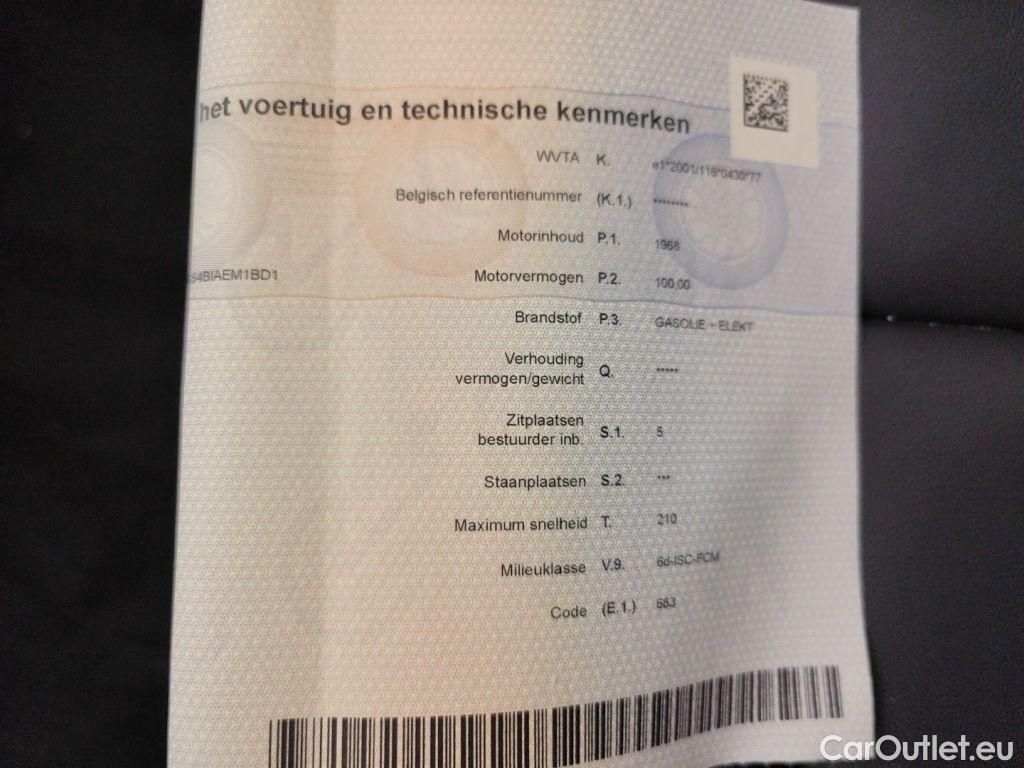 het voertuig en technische kenmerken
WVTA K. e1*2001/116*0430*77
Belgisch referentienummer (K.1.) ********
Motorinhoud P.1. 1968
54BIAEM1BD1
Motorvermogen P.2. 100,00
Brandstof P.3. GASOLIE - ELEKT
Verhouding
vermogen/gewicht Q. *****
Zitplaatsen
bestuurder inb. S.1. 5
Staanplaatsen S.2. ***
Maximum snelheid T. 210
Milieuklasse V.9. 6d-ISC-FCM
Code (E.1.) 683
CarOutlet.eu